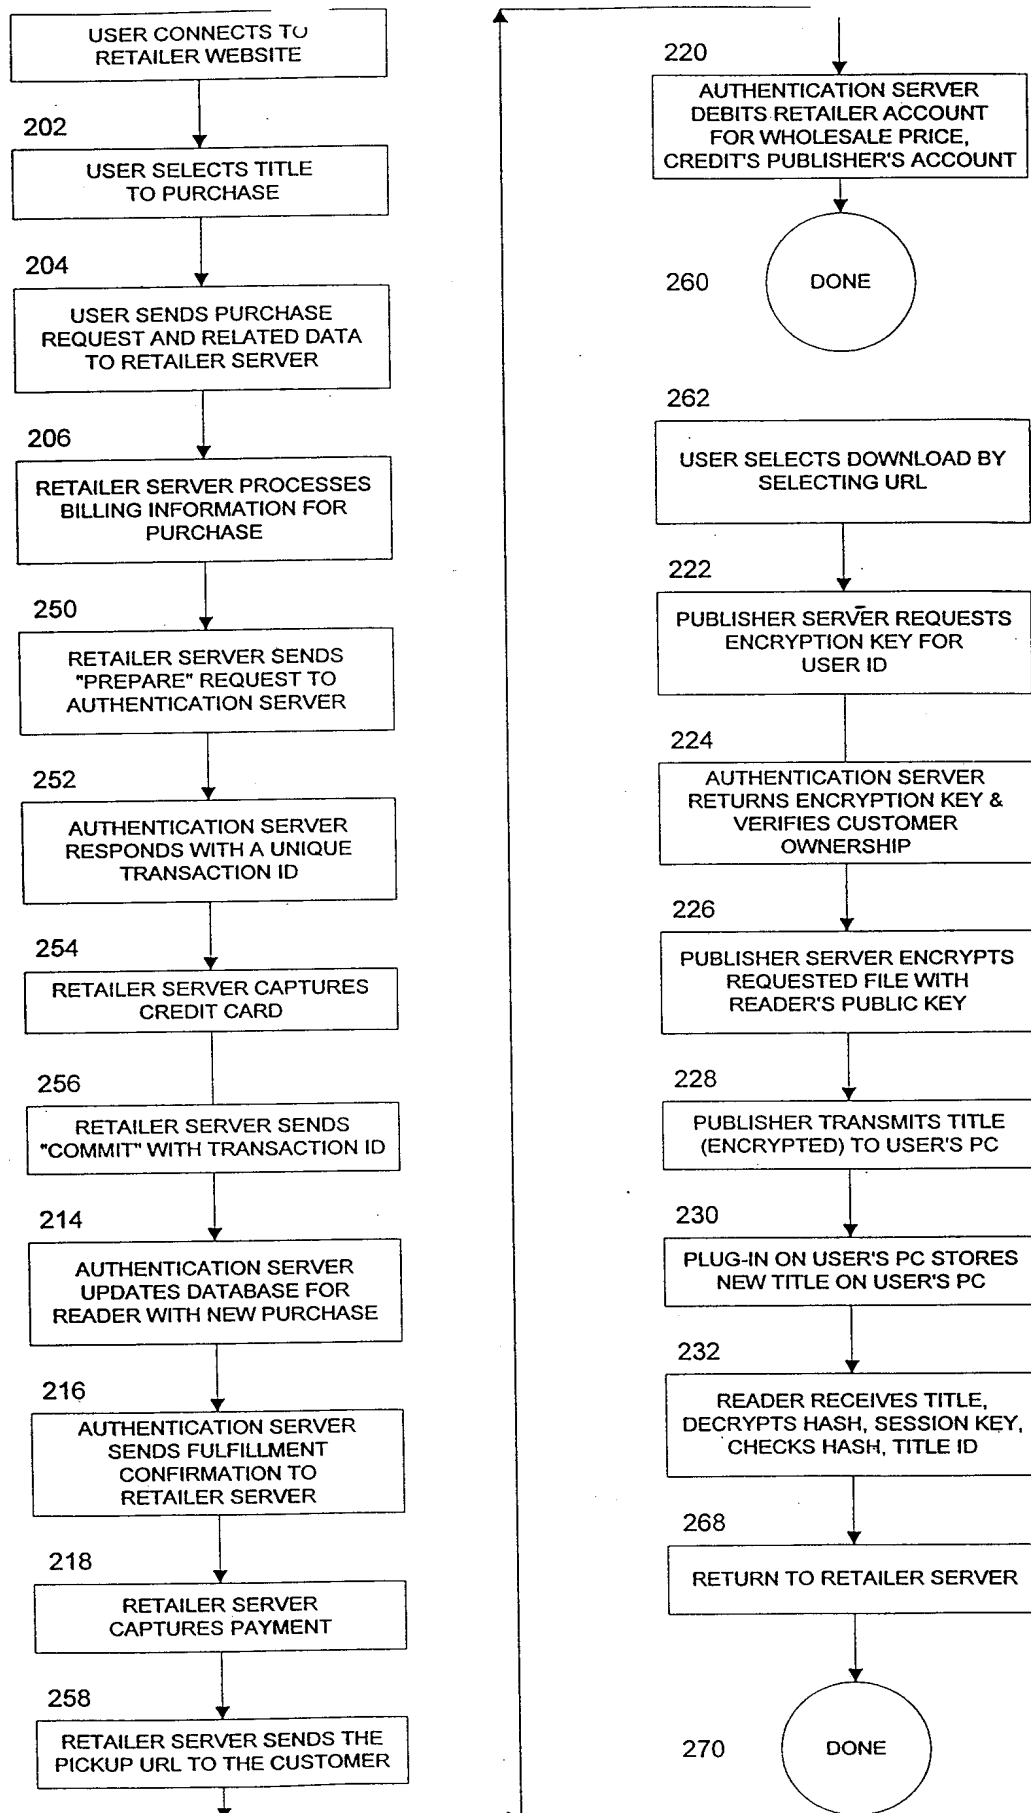 USER CONNECTS TO
RETAILER WEBSITE
202
USER SELECTS TITLE
TO PURCHASE
204
USER SENDS PURCHASE
REQUEST AND RELATED DATA
TO RETAILER SERVER
206
RETAILER SERVER PROCESSES
BILLING INFORMATION FOR
PURCHASE
250
RETAILER SERVER SENDS
"PREPARE" REQUEST TO
AUTHENTICATION SERVER
252
AUTHENTICATION SERVER
RESPONDS WITH A UNIQUE
TRANSACTION ID
254
RETAILER SERVER CAPTURES
CREDIT CARD
256
RETAILER SERVER SENDS
"COMMIT" WITH TRANSACTION ID
214
AUTHENTICATION SERVER
UPDATES DATABASE FOR
READER WITH NEW PURCHASE
216
AUTHENTICATION SERVER
SENDS FULFILLMENT
CONFIRMATION TO
RETAILER SERVER
218
RETAILER SERVER
CAPTURES PAYMENT
258
RETAILER SERVER SENDS THE
PICKUP URL TO THE CUSTOMER
220
AUTHENTICATION SERVER
DEBITS RETAILER ACCOUNT
FOR WHOLESALE PRICE,
CREDIT'S PUBLISHER'S ACCOUNT
260
DONE
262
USER SELECTS DOWNLOAD BY
SELECTING URL
222
PUBLISHER SERVER REQUESTS
ENCRYPTION KEY FOR
USER ID
224
AUTHENTICATION SERVER
RETURNS ENCRYPTION KEY &
VERIFIES CUSTOMER
OWNERSHIP
226
PUBLISHER SERVER ENCRYPTS
REQUESTED FILE WITH
READER'S PUBLIC KEY
228
PUBLISHER TRANSMITS TITLE
(ENCRYPTED) TO USER'S PC
230
PLUG-IN ON USER'S PC STORES
NEW TITLE ON USER'S PC
232
READER RECEIVES TITLE,
DECRYPTS HASH, SESSION KEY,
CHECKS HASH, TITLE ID
268
RETURN TO RETAILER SERVER
270
DONE